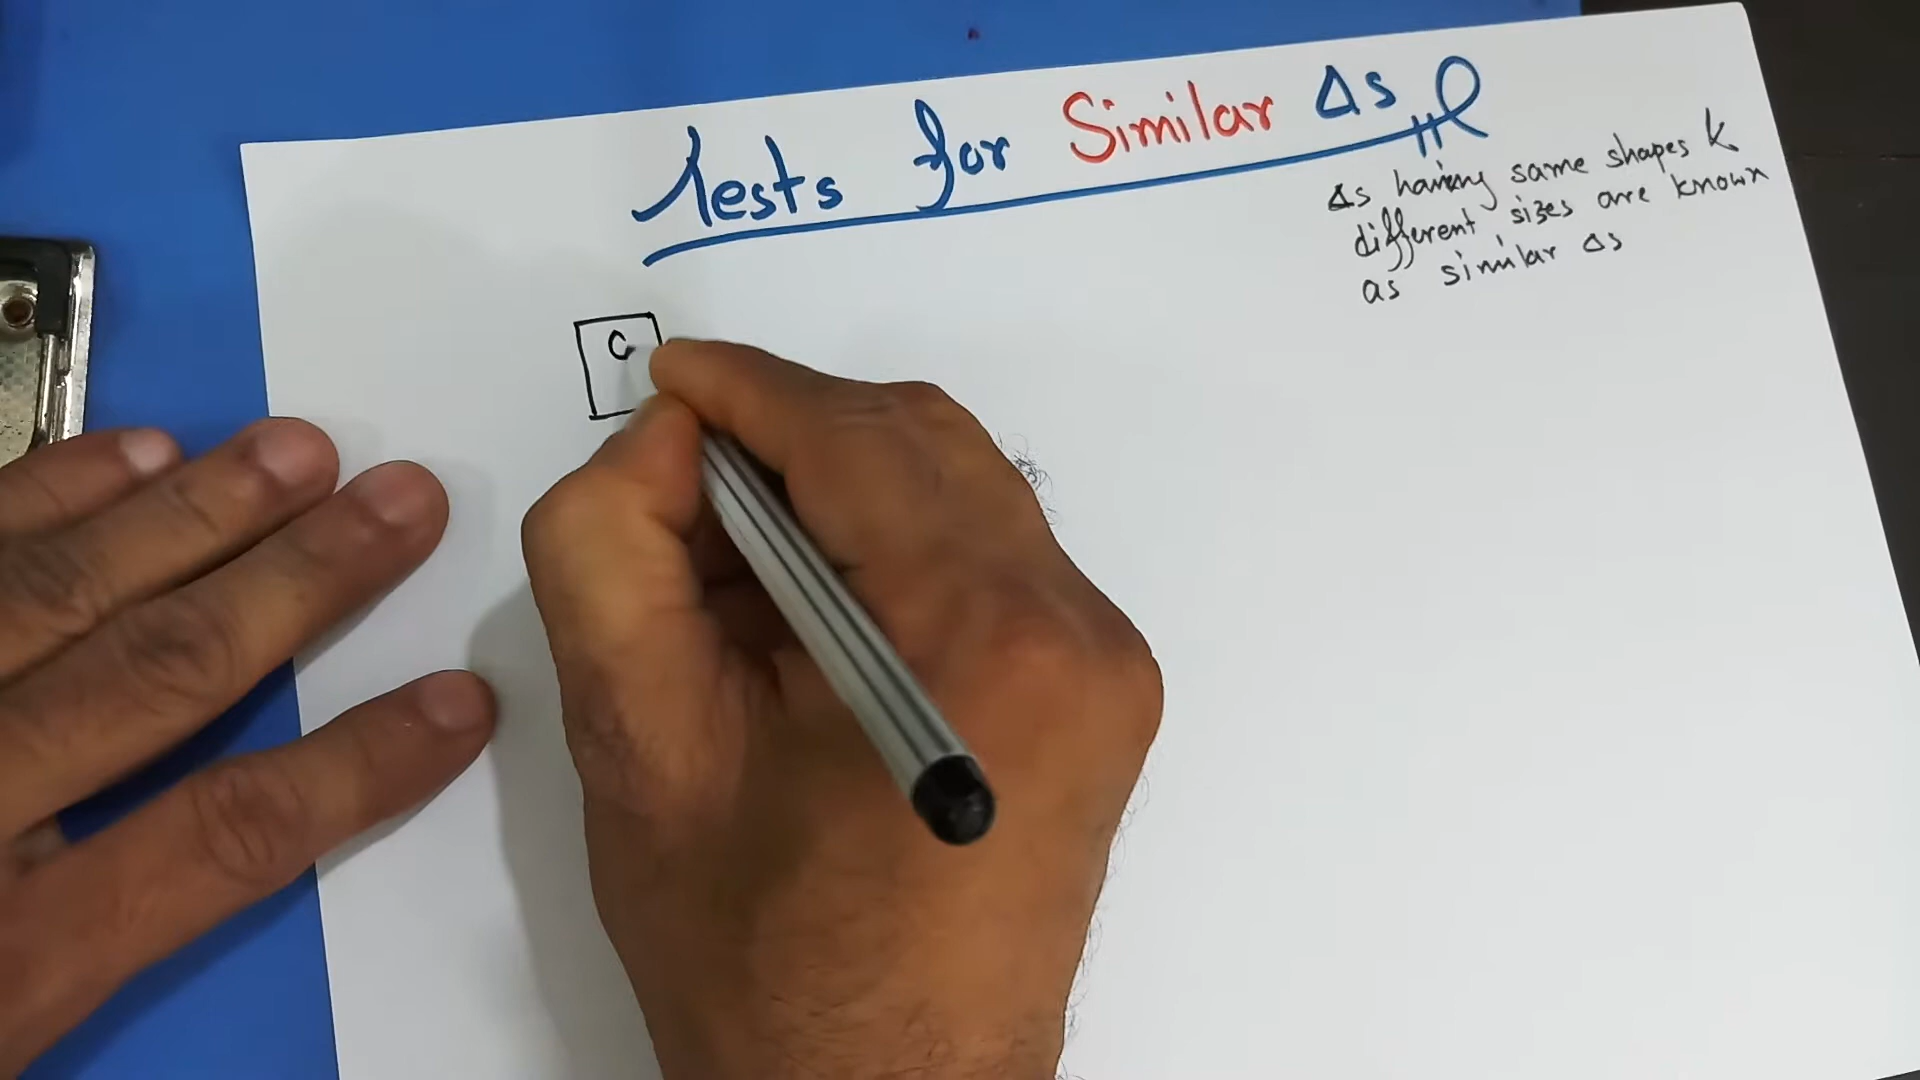 Tests for Similar Δs
Δs having same shapes &
different sizes are known
as similar Δs